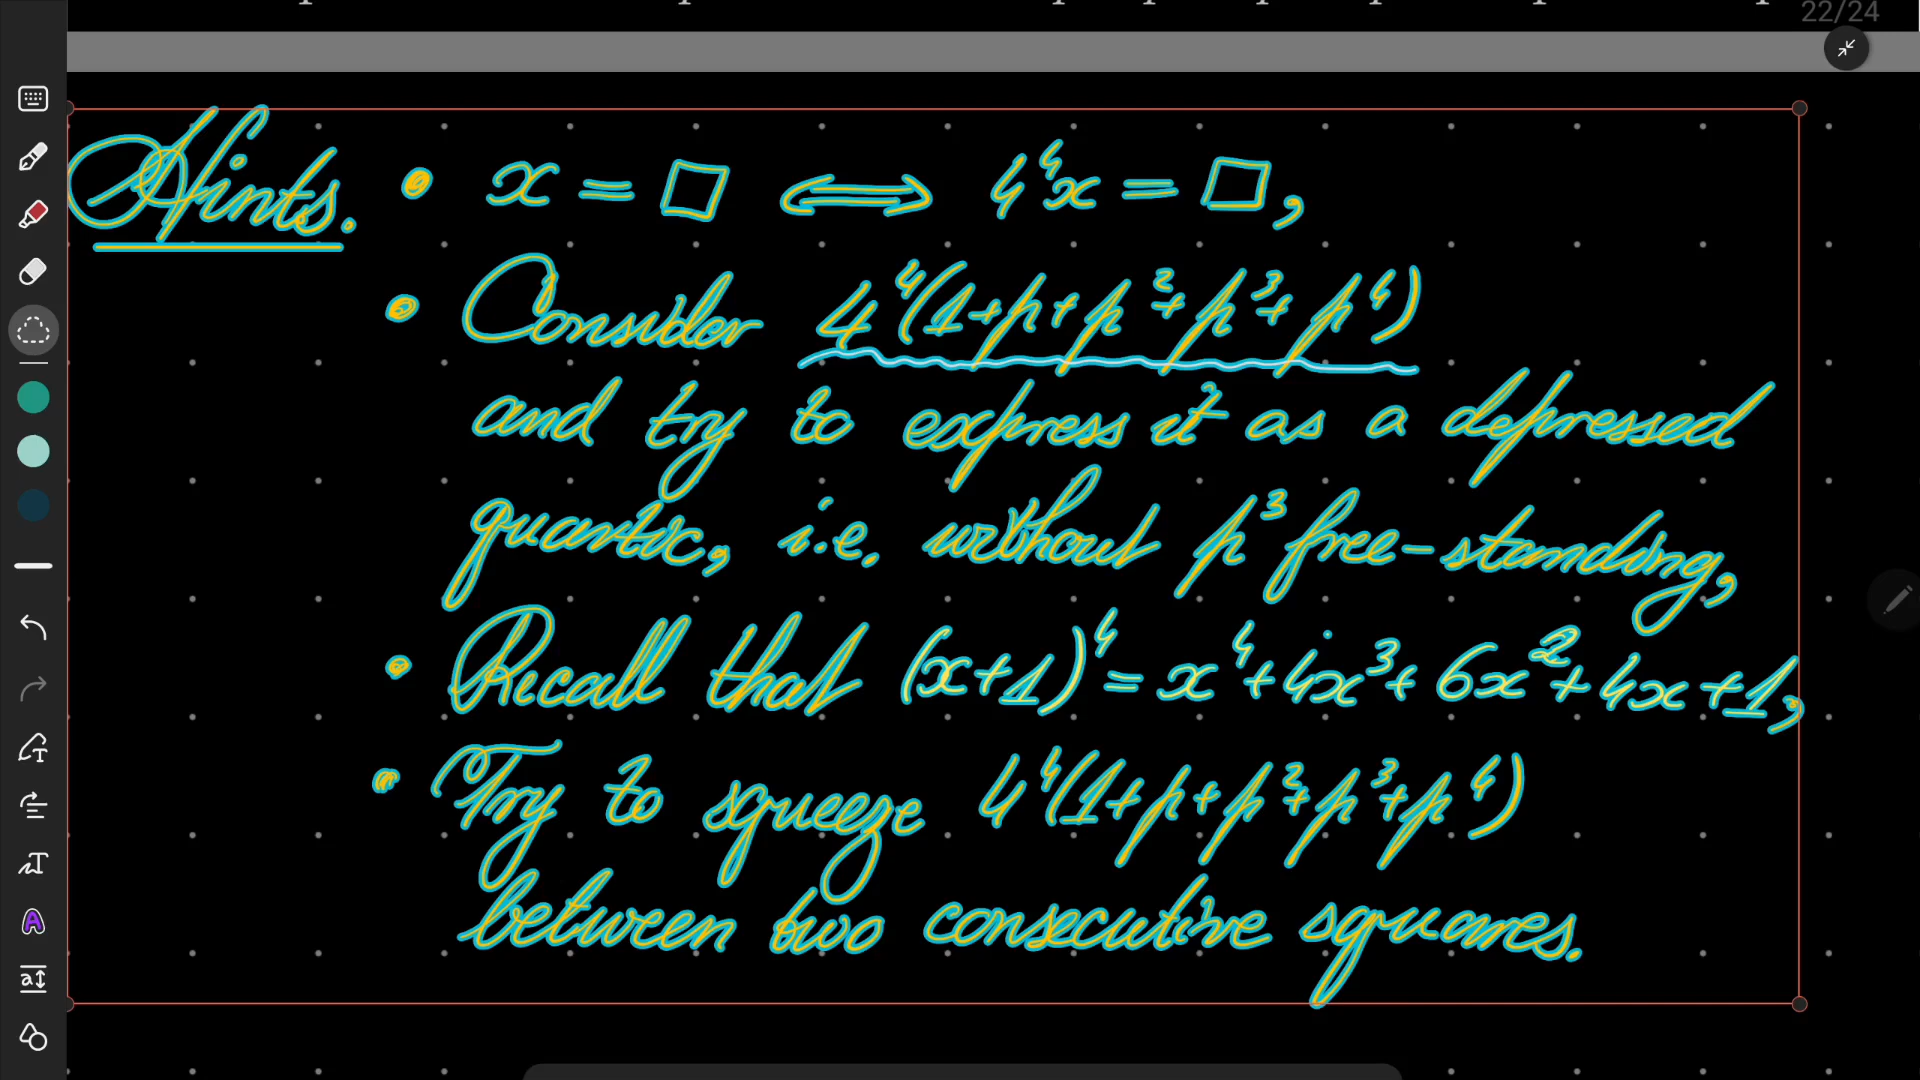 22/24
Hints. • x = □ ⟺ 4⁴x = □,
• Consider 4⁴(1+p+p²+p³+p⁴)
and try to express it as a depressed
quartic, i.e. without p³ free-standing,
• Recall that (x+1)⁴ = x⁴+4x³+6x²+4x+1,
• Try to squeeze 4⁴(1+p+p²+p³+p⁴)
between two consecutive squares.